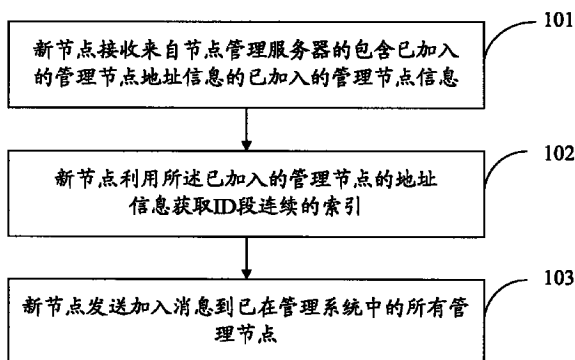 101
新节点接收来自节点管理服务器的包含已加入
的管理节点地址信息的已加入的管理节点信息
102
新节点利用所述已加入的管理节点的地址
信息获取ID段连续的索引
103
新节点发送加入消息到已在管理系统中的所有管
理节点